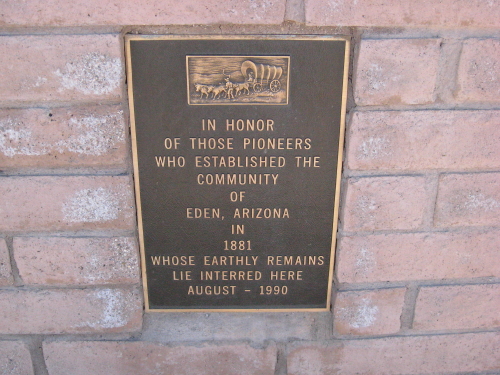 IN HONOR
OF THOSE PIONEERS
WHO ESTABLISHED THE
COMMUNITY
OF
EDEN, ARIZONA
IN
1881
WHOSE EARTHLY REMAINS
LIE INTERRED HERE
AUGUST - 1990